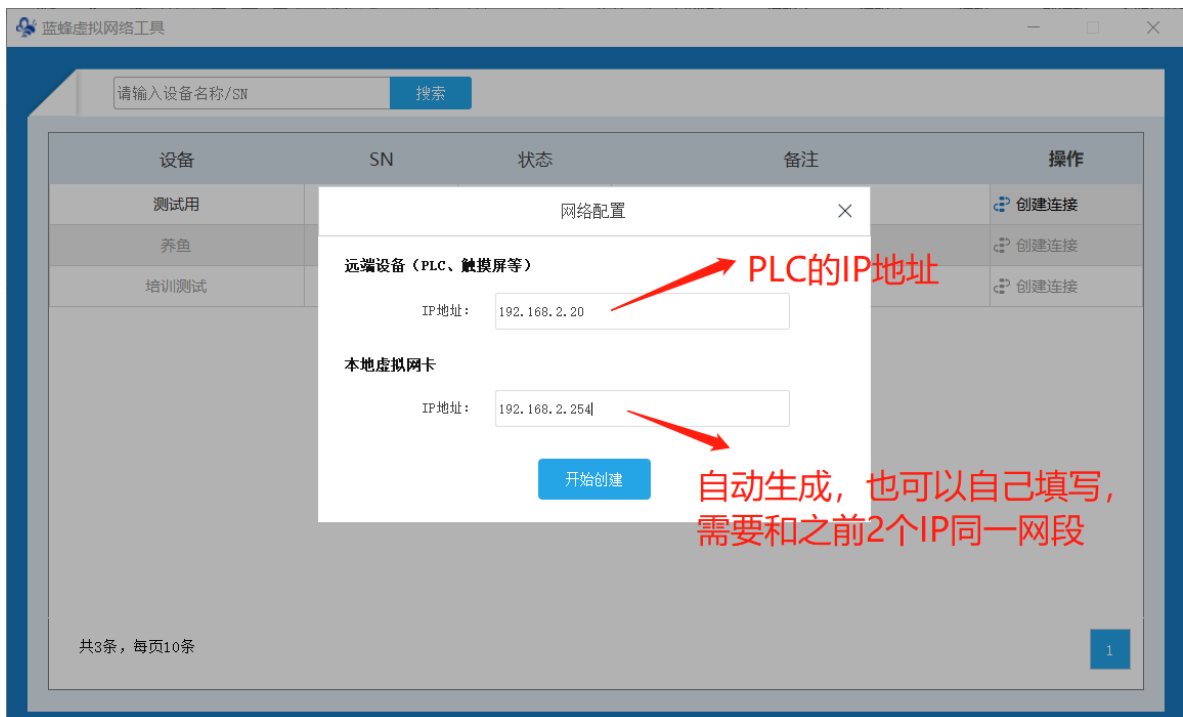 蓝蜂虚拟网络工具
请输入设备名称/SN
搜索
设备 SN 状态 备注 操作
测试用 创建连接
养鱼 创建连接
培训测试 创建连接
网络配置
远端设备（PLC、触摸屏等）
IP地址： 192.168.2.20
PLC的IP地址
本地虚拟网卡
IP地址： 192.168.2.254
开始创建
自动生成，也可以自己填写，
需要和之前2个IP同一网段
共3条，每页10条
1